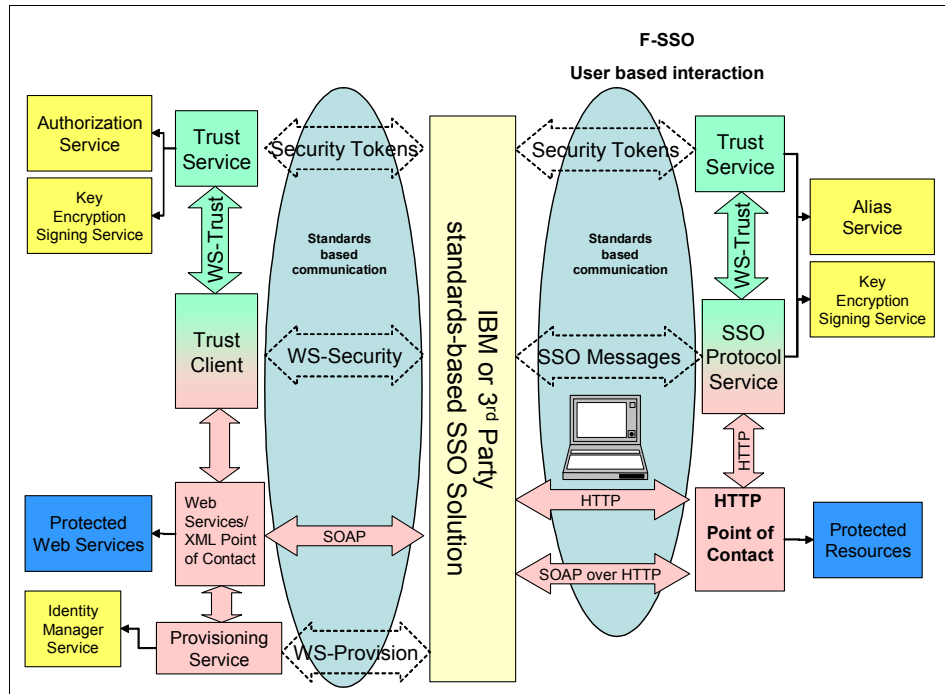 F-SSO
User based interaction
Authorization
Service
Key
Encryption
Signing Service
Trust
Service
WS-Trust
Trust
Client
Web
Services/
XML Point
of Contact
Protected
Web Services
Identity
Manager
Service
Provisioning
Service
Security Tokens
Standards
based
communication
WS-Security
SOAP
WS-Provision
IBM or 3rd Party
standards-based SSO Solution
Security Tokens
Standards
based
communication
SSO Messages
HTTP
SOAP over HTTP
Trust
Service
WS-Trust
SSO
Protocol
Service
HTTP
HTTP
Point of
Contact
Alias
Service
Key
Encryption
Signing Service
Protected
Resources